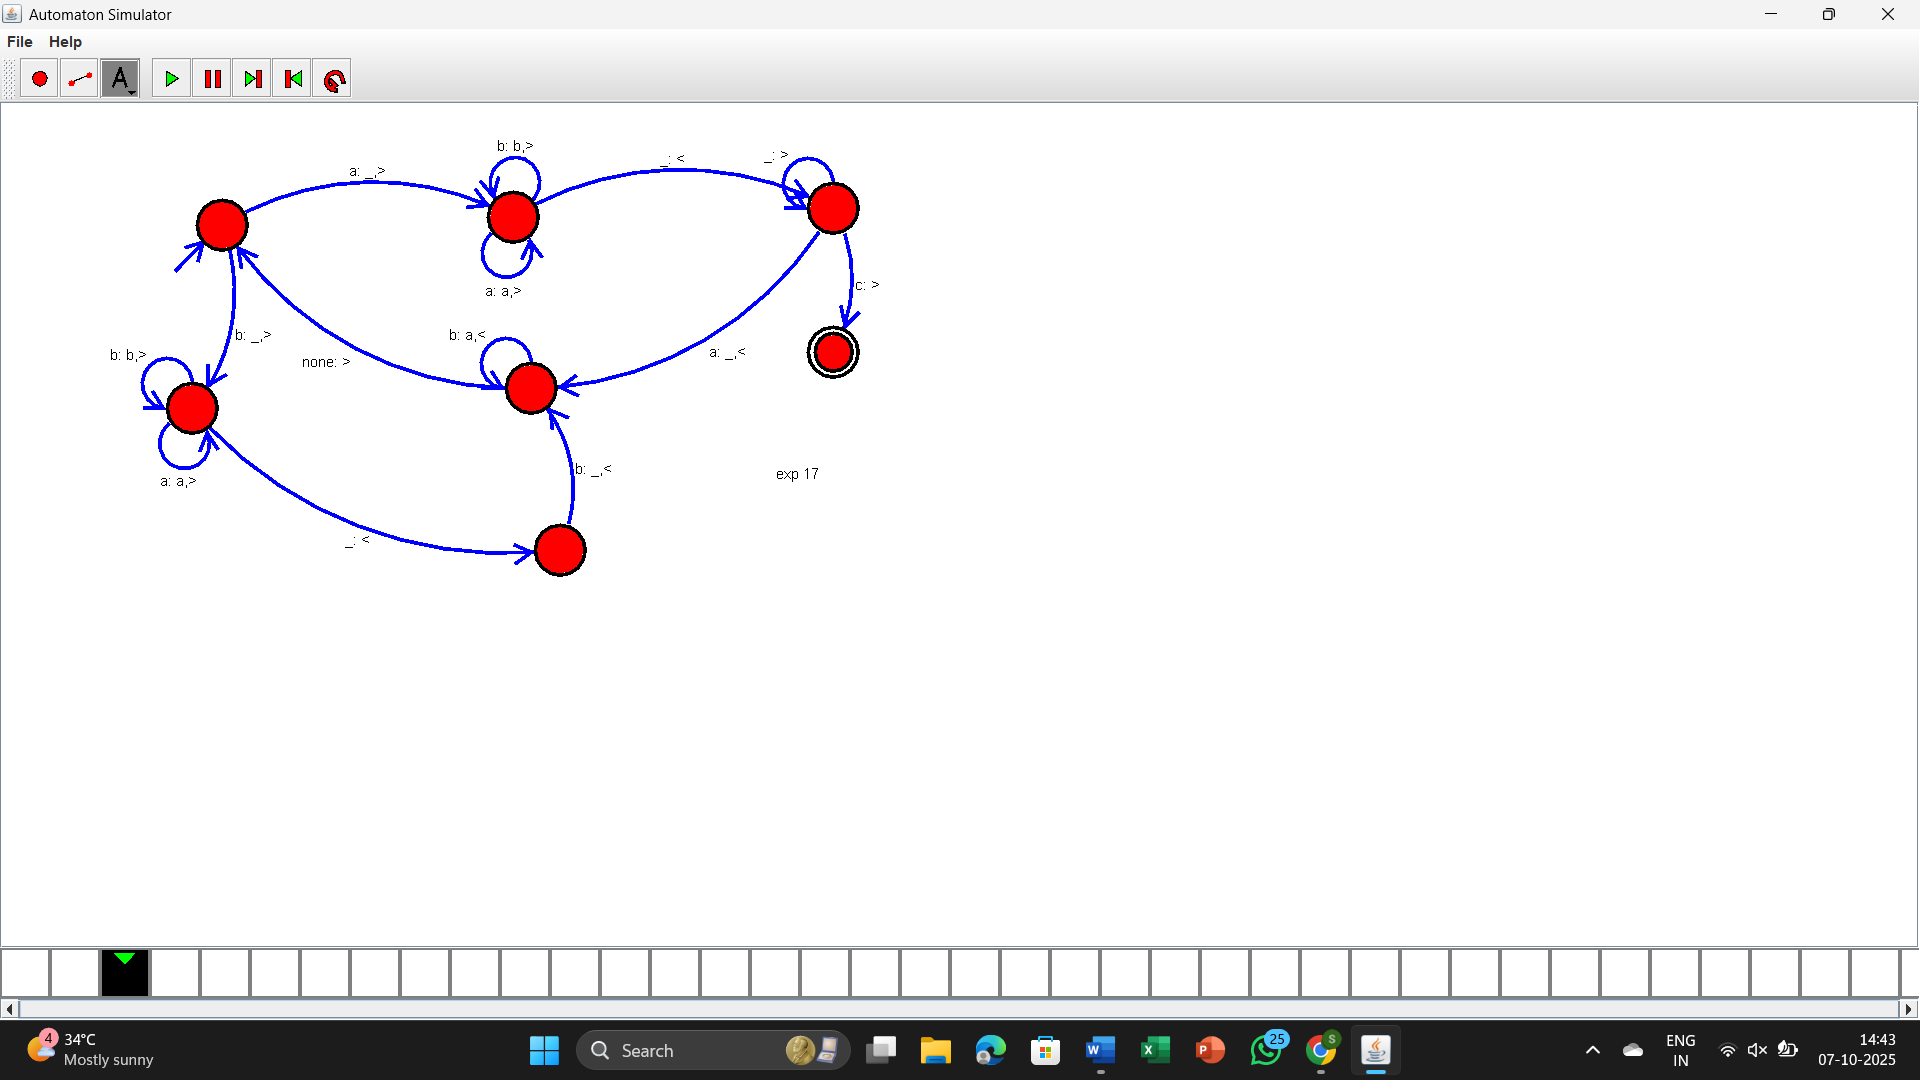 Automaton Simulator
File Help
A
b: b,>
a: _,>
_: <
_: >
a: a,>
c: >
b: _,>
b: a,<
none: >
a: _,<
b: b,>
a: a,>
b: _,<
exp 17
_: <
4
34°C
Mostly sunny
Search
25
S
ENG
IN
14:43
07-10-2025